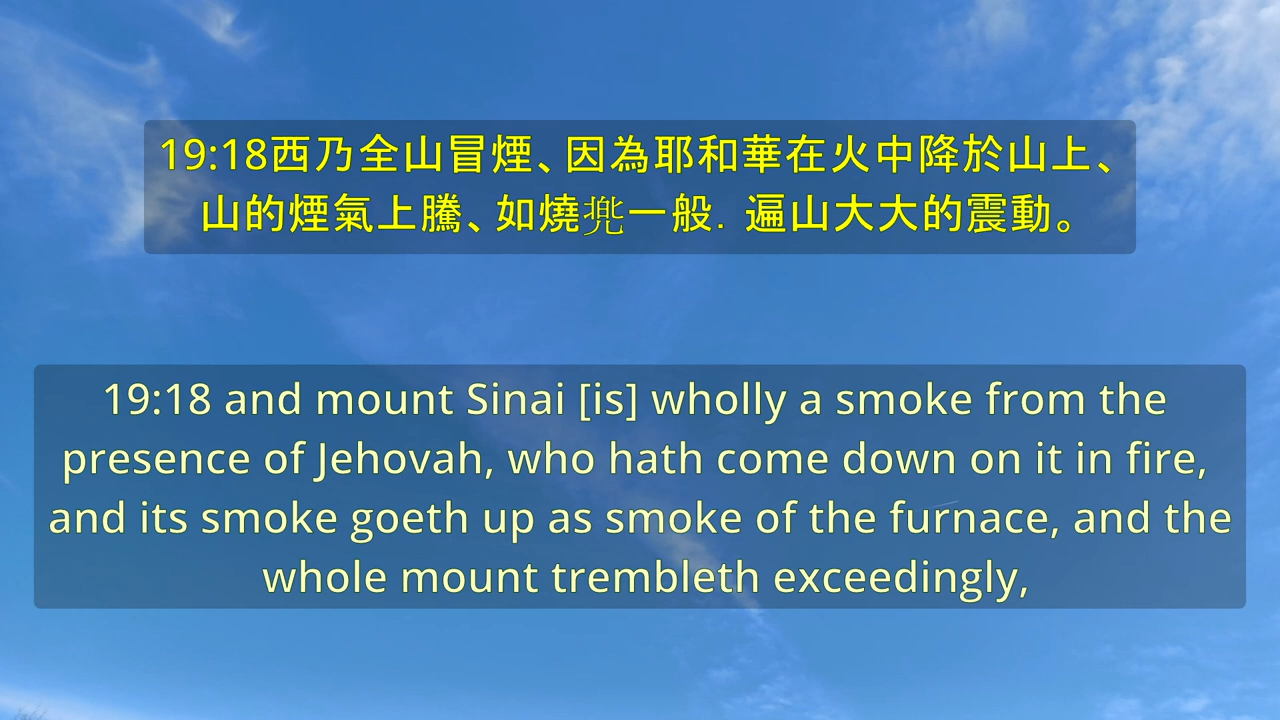 19:18西乃全山冒煙、因為耶和華在火中降於山上、
山的煙氣上騰、如燒兠一般．遍山大大的震動。
19:18 and mount Sinai [is] wholly a smoke from the
presence of Jehovah, who hath come down on it in fire,
and its smoke goeth up as smoke of the furnace, and the
whole mount trembleth exceedingly,